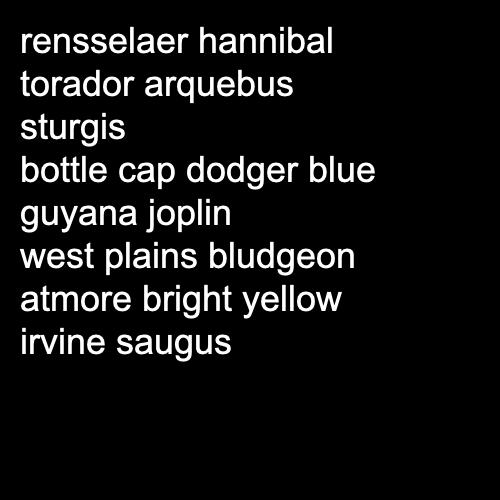 rensselaer hannibal
torador arquebus
sturgis
bottle cap dodger blue
guyana joplin
west plains bludgeon
atmore bright yellow
irvine saugus